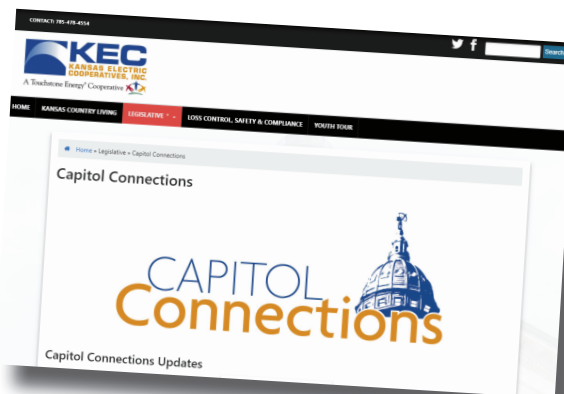 CONTACT: 785-478-4554
Search
KEC
KANSAS ELECTRIC
COOPERATIVES, INC.
A Touchstone Energy® Cooperative
HOME KANSAS COUNTRY LIVING LEGISLATIVE LOSS CONTROL, SAFETY & COMPLIANCE YOUTH TOUR
Home » Legislative » Capitol Connections
Capitol Connections
CAPITOL
Connections
Capitol Connections Updates